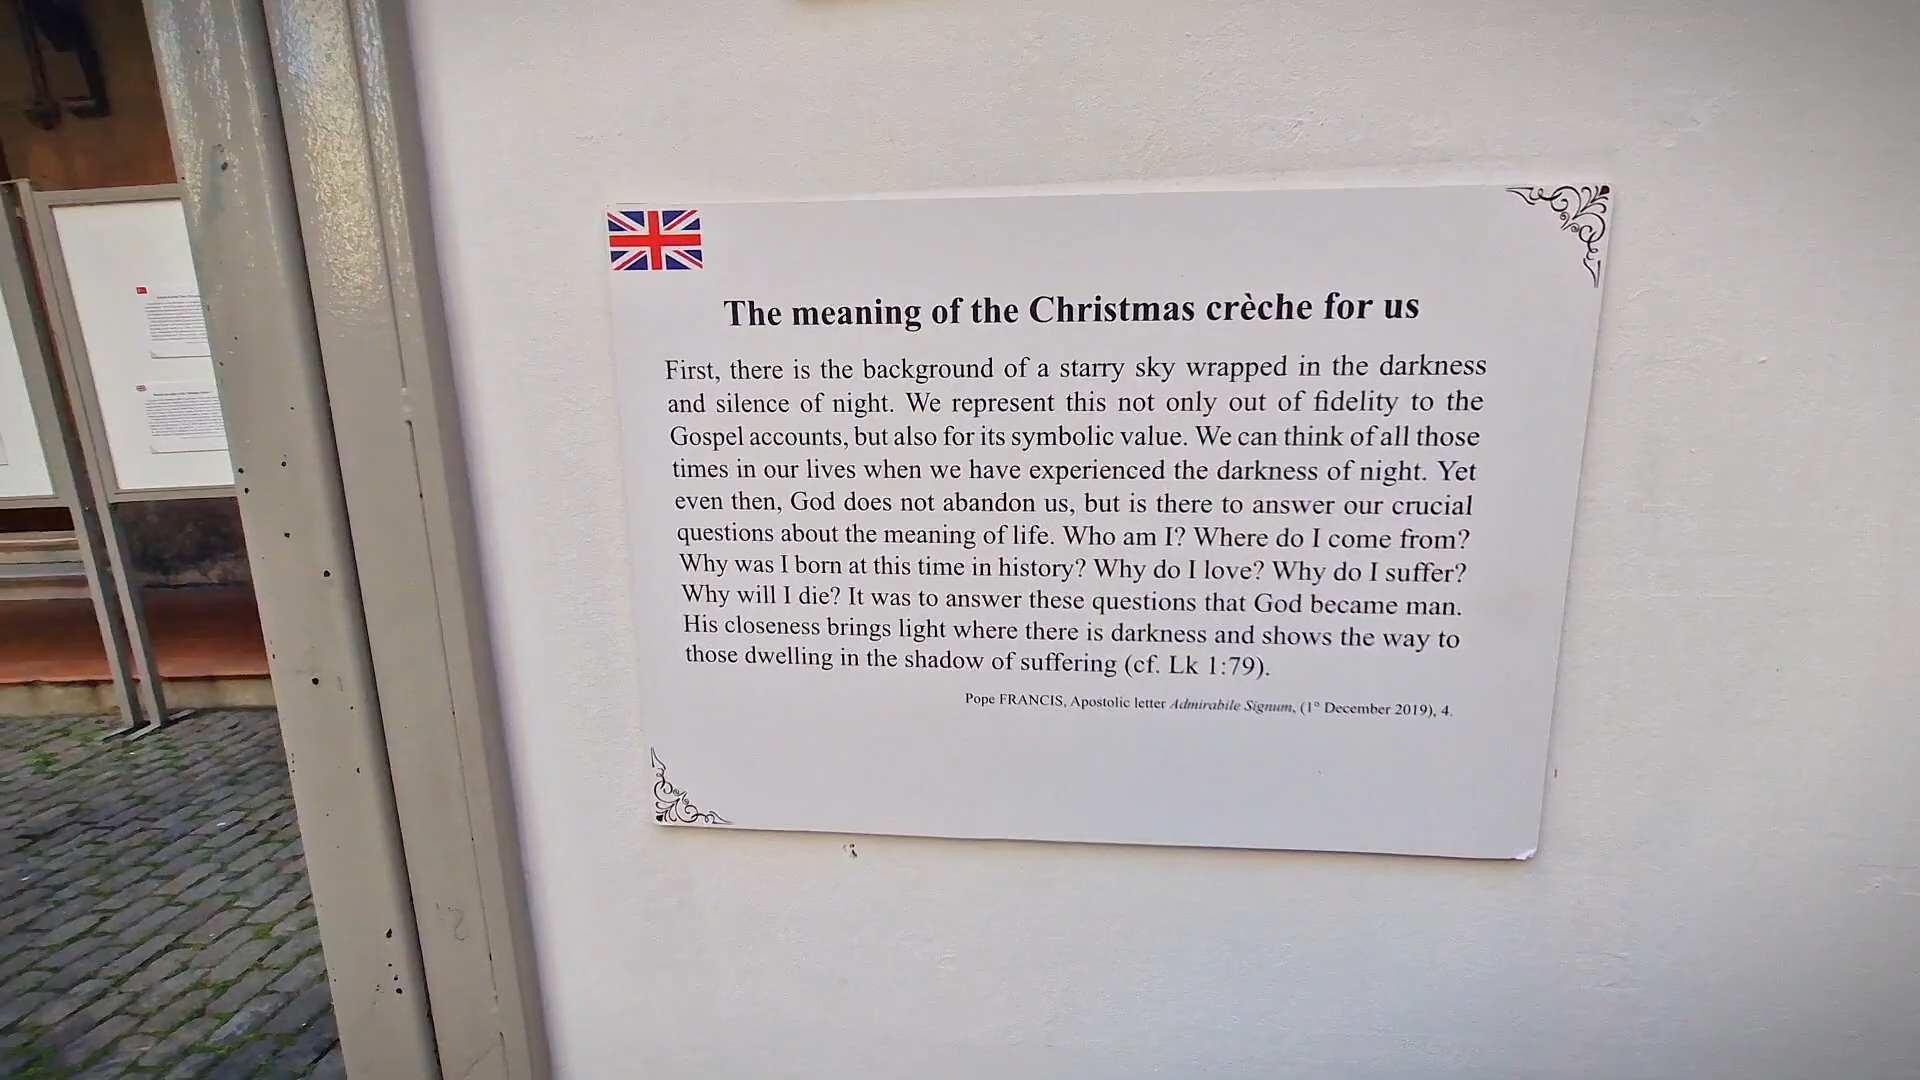 The meaning of the Christmas crèche for us
First, there is the background of a starry sky wrapped in the darkness
and silence of night. We represent this not only out of fidelity to the
Gospel accounts, but also for its symbolic value. We can think of all those
times in our lives when we have experienced the darkness of night. Yet
even then, God does not abandon us, but is there to answer our crucial
questions about the meaning of life. Who am I? Where do I come from?
Why was I born at this time in history? Why do I love? Why do I suffer?
Why will I die? It was to answer these questions that God became man.
His closeness brings light where there is darkness and shows the way to
those dwelling in the shadow of suffering (cf. Lk 1:79).
Pope FRANCIS, Apostolic letter Admirabile Signum, (1° December 2019), 4.